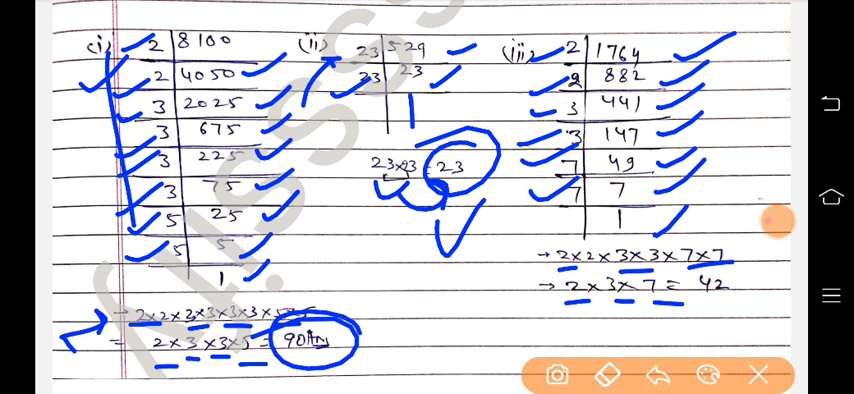 (i)
2 | 8100
2 | 4050
3 | 2025
3 | 675
3 | 225
3 | 75
5 | 25
5 | 5
1
→ 2×2×3×3×3×3×5×5
= 2×3×3×5 = 90 Ans
(ii)
23 | 529
23 | 23
1
23×23 = 23
(iii)
2 | 1764
2 | 882
3 | 441
3 | 147
7 | 49
7 | 7
1
→ 2×2×3×3×7×7
→ 2×3×7 = 42